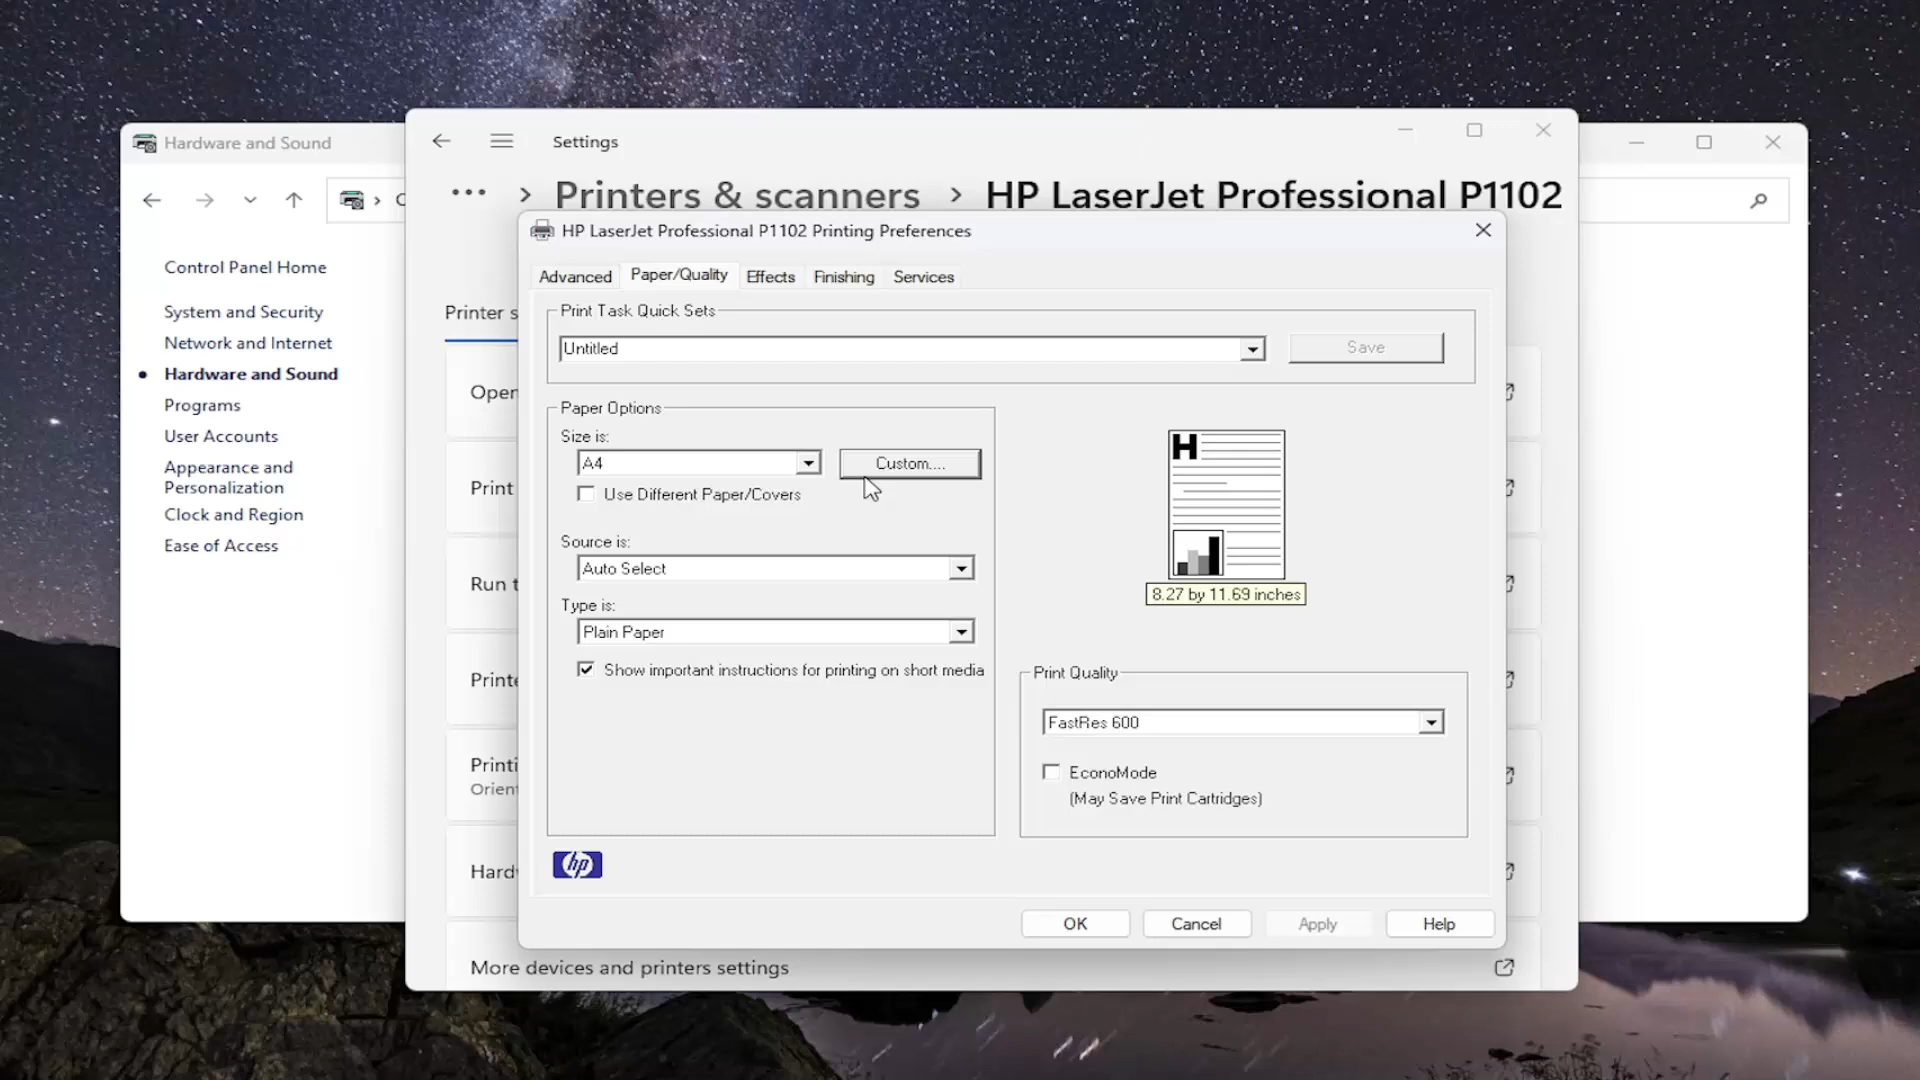 Hardware and Sound
C
Control Panel Home
System and Security
Network and Internet
Hardware and Sound
Programs
User Accounts
Appearance and
Personalization
Clock and Region
Ease of Access
Settings
Printers & scanners
HP LaserJet Professional P1102
Printer s
Open
Print
Run t
Printe
Printi
Orient
Hard
More devices and printers settings
HP LaserJet Professional P1102 Printing Preferences
Advanced
Paper/Quality
Effects
Finishing
Services
Print Task Quick Sets
Untitled
Save
Paper Options
Size is:
A4
Custom....
Use Different Paper/Covers
Source is:
Auto Select
Type is:
Plain Paper
Show important instructions for printing on short media
H
8.27 by 11.69 inches
Print Quality
FastRes 600
EconoMode
(May Save Print Cartridges)
hp
OK
Cancel
Apply
Help